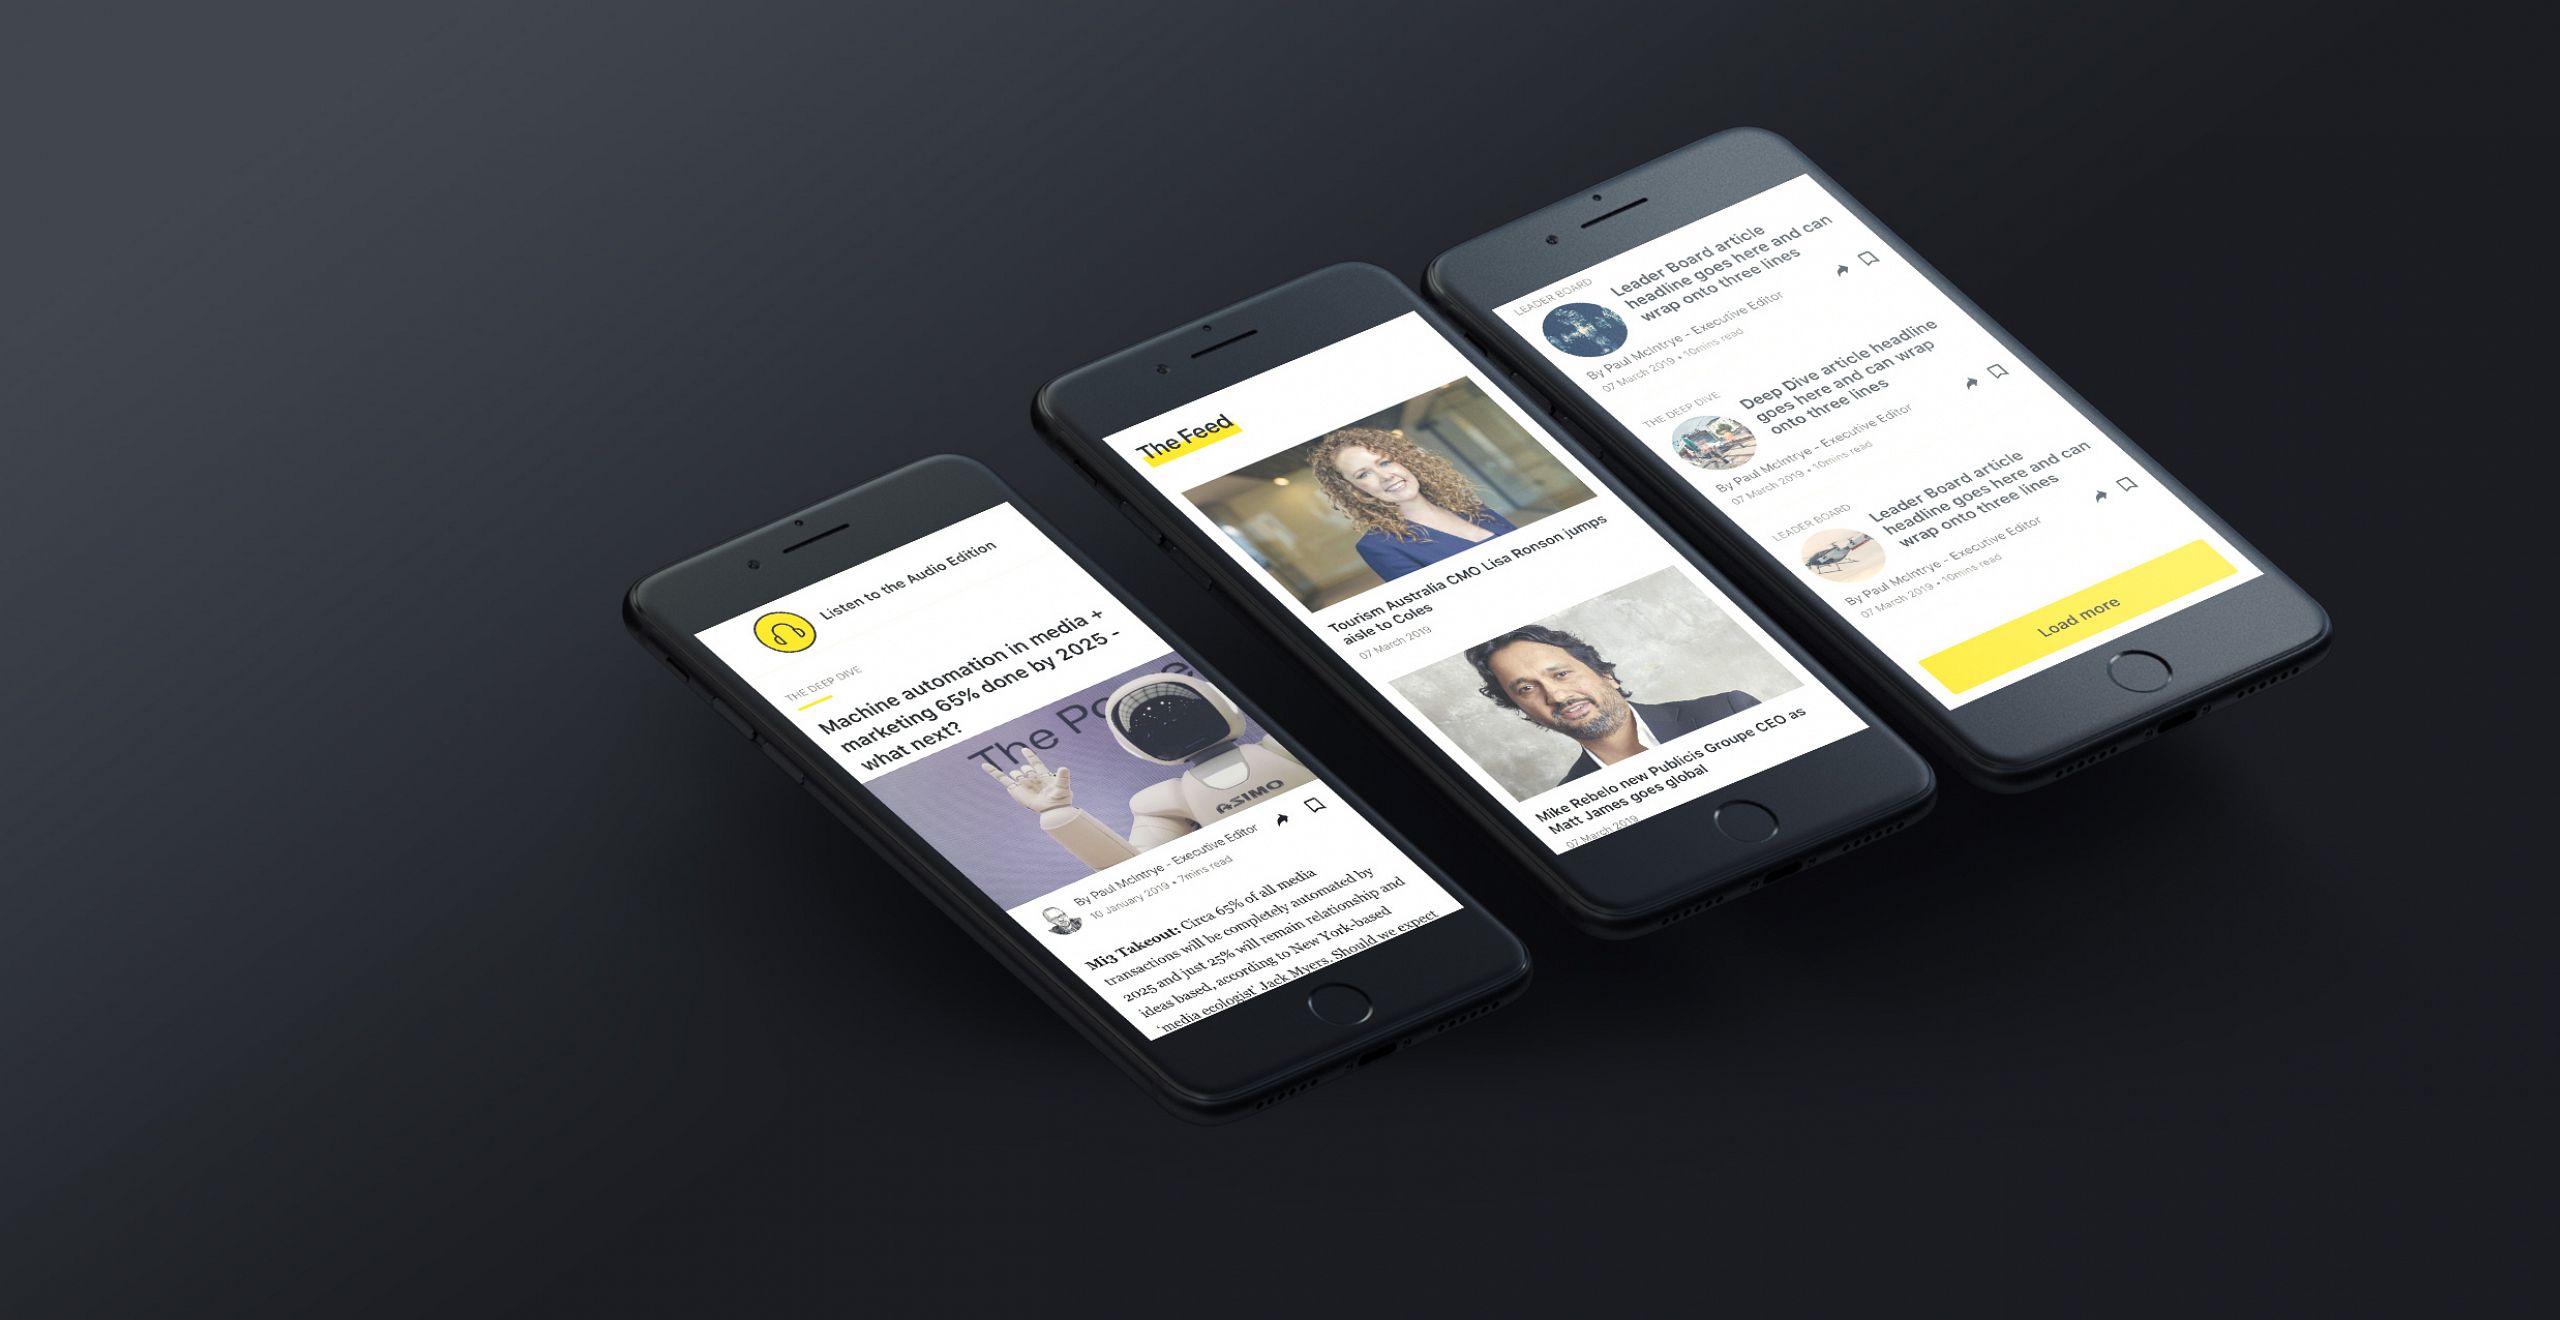 Listen to the Audio Edition
THE DEEP DIVE
Machine automation in media +
marketing 65% done by 2025 -
what next?
The Po
ASIMO
By Paul McIntrye - Executive Editor
10 January 2019 • 7mins read
Mi3 Takeout: Circa 65% of all media
transactions will be completely automated by
2025 and just 25% will remain relationship and
ideas based, according to New York-based
‘media ecologist’ Jack Myers. Should we expect
The Feed
Tourism Australia CMO Lisa Ronson jumps
aisle to Coles
07 March 2019
Mike Rebelo new Publicis Groupe CEO as
Matt James goes global
07 March 2019
LEADER BOARD
Leader Board article
headline goes here and can
wrap onto three lines
By Paul McIntrye - Executive Editor
07 March 2019 • 10mins read
THE DEEP DIVE
Deep Dive article headline
goes here and can wrap
onto three lines
By Paul McIntrye - Executive Editor
07 March 2019 • 10mins read
LEADER BOARD
Leader Board article
headline goes here and can
wrap onto three lines
By Paul McIntrye - Executive Editor
07 March 2019 • 10mins read
Load more